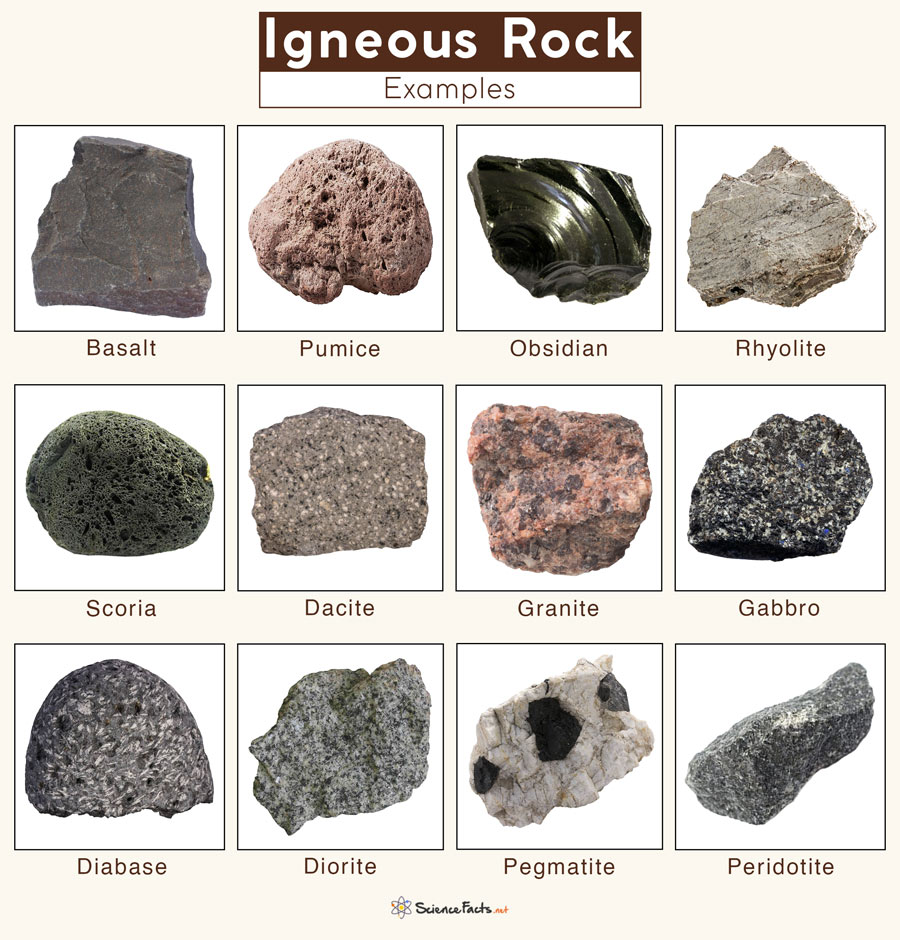 Igneous Rock
Examples
Basalt
Pumice
Obsidian
Rhyolite
Scoria
Dacite
Granite
Gabbro
Diabase
Diorite
Pegmatite
Peridotite
ScienceFacts.net